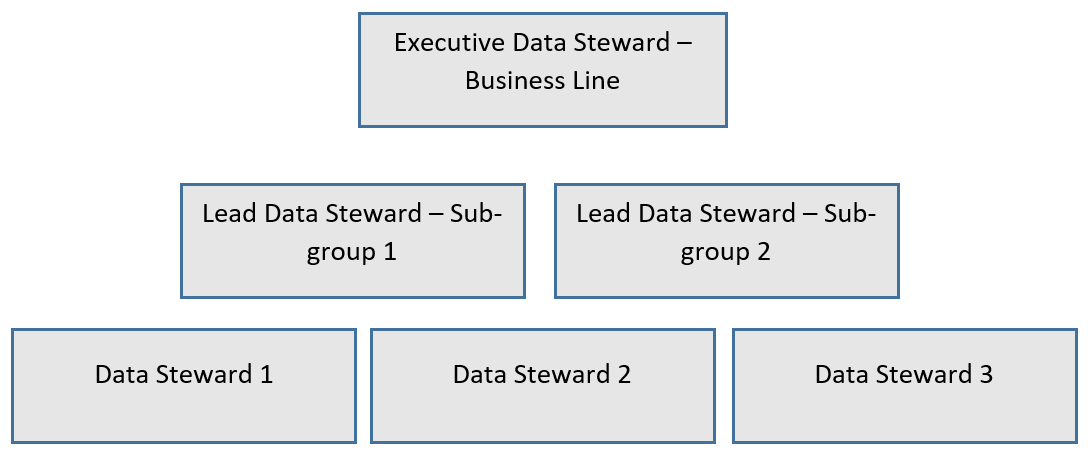 Executive Data Steward –
Business Line
Lead Data Steward – Sub-
group 1
Lead Data Steward – Sub-
group 2
Data Steward 1
Data Steward 2
Data Steward 3